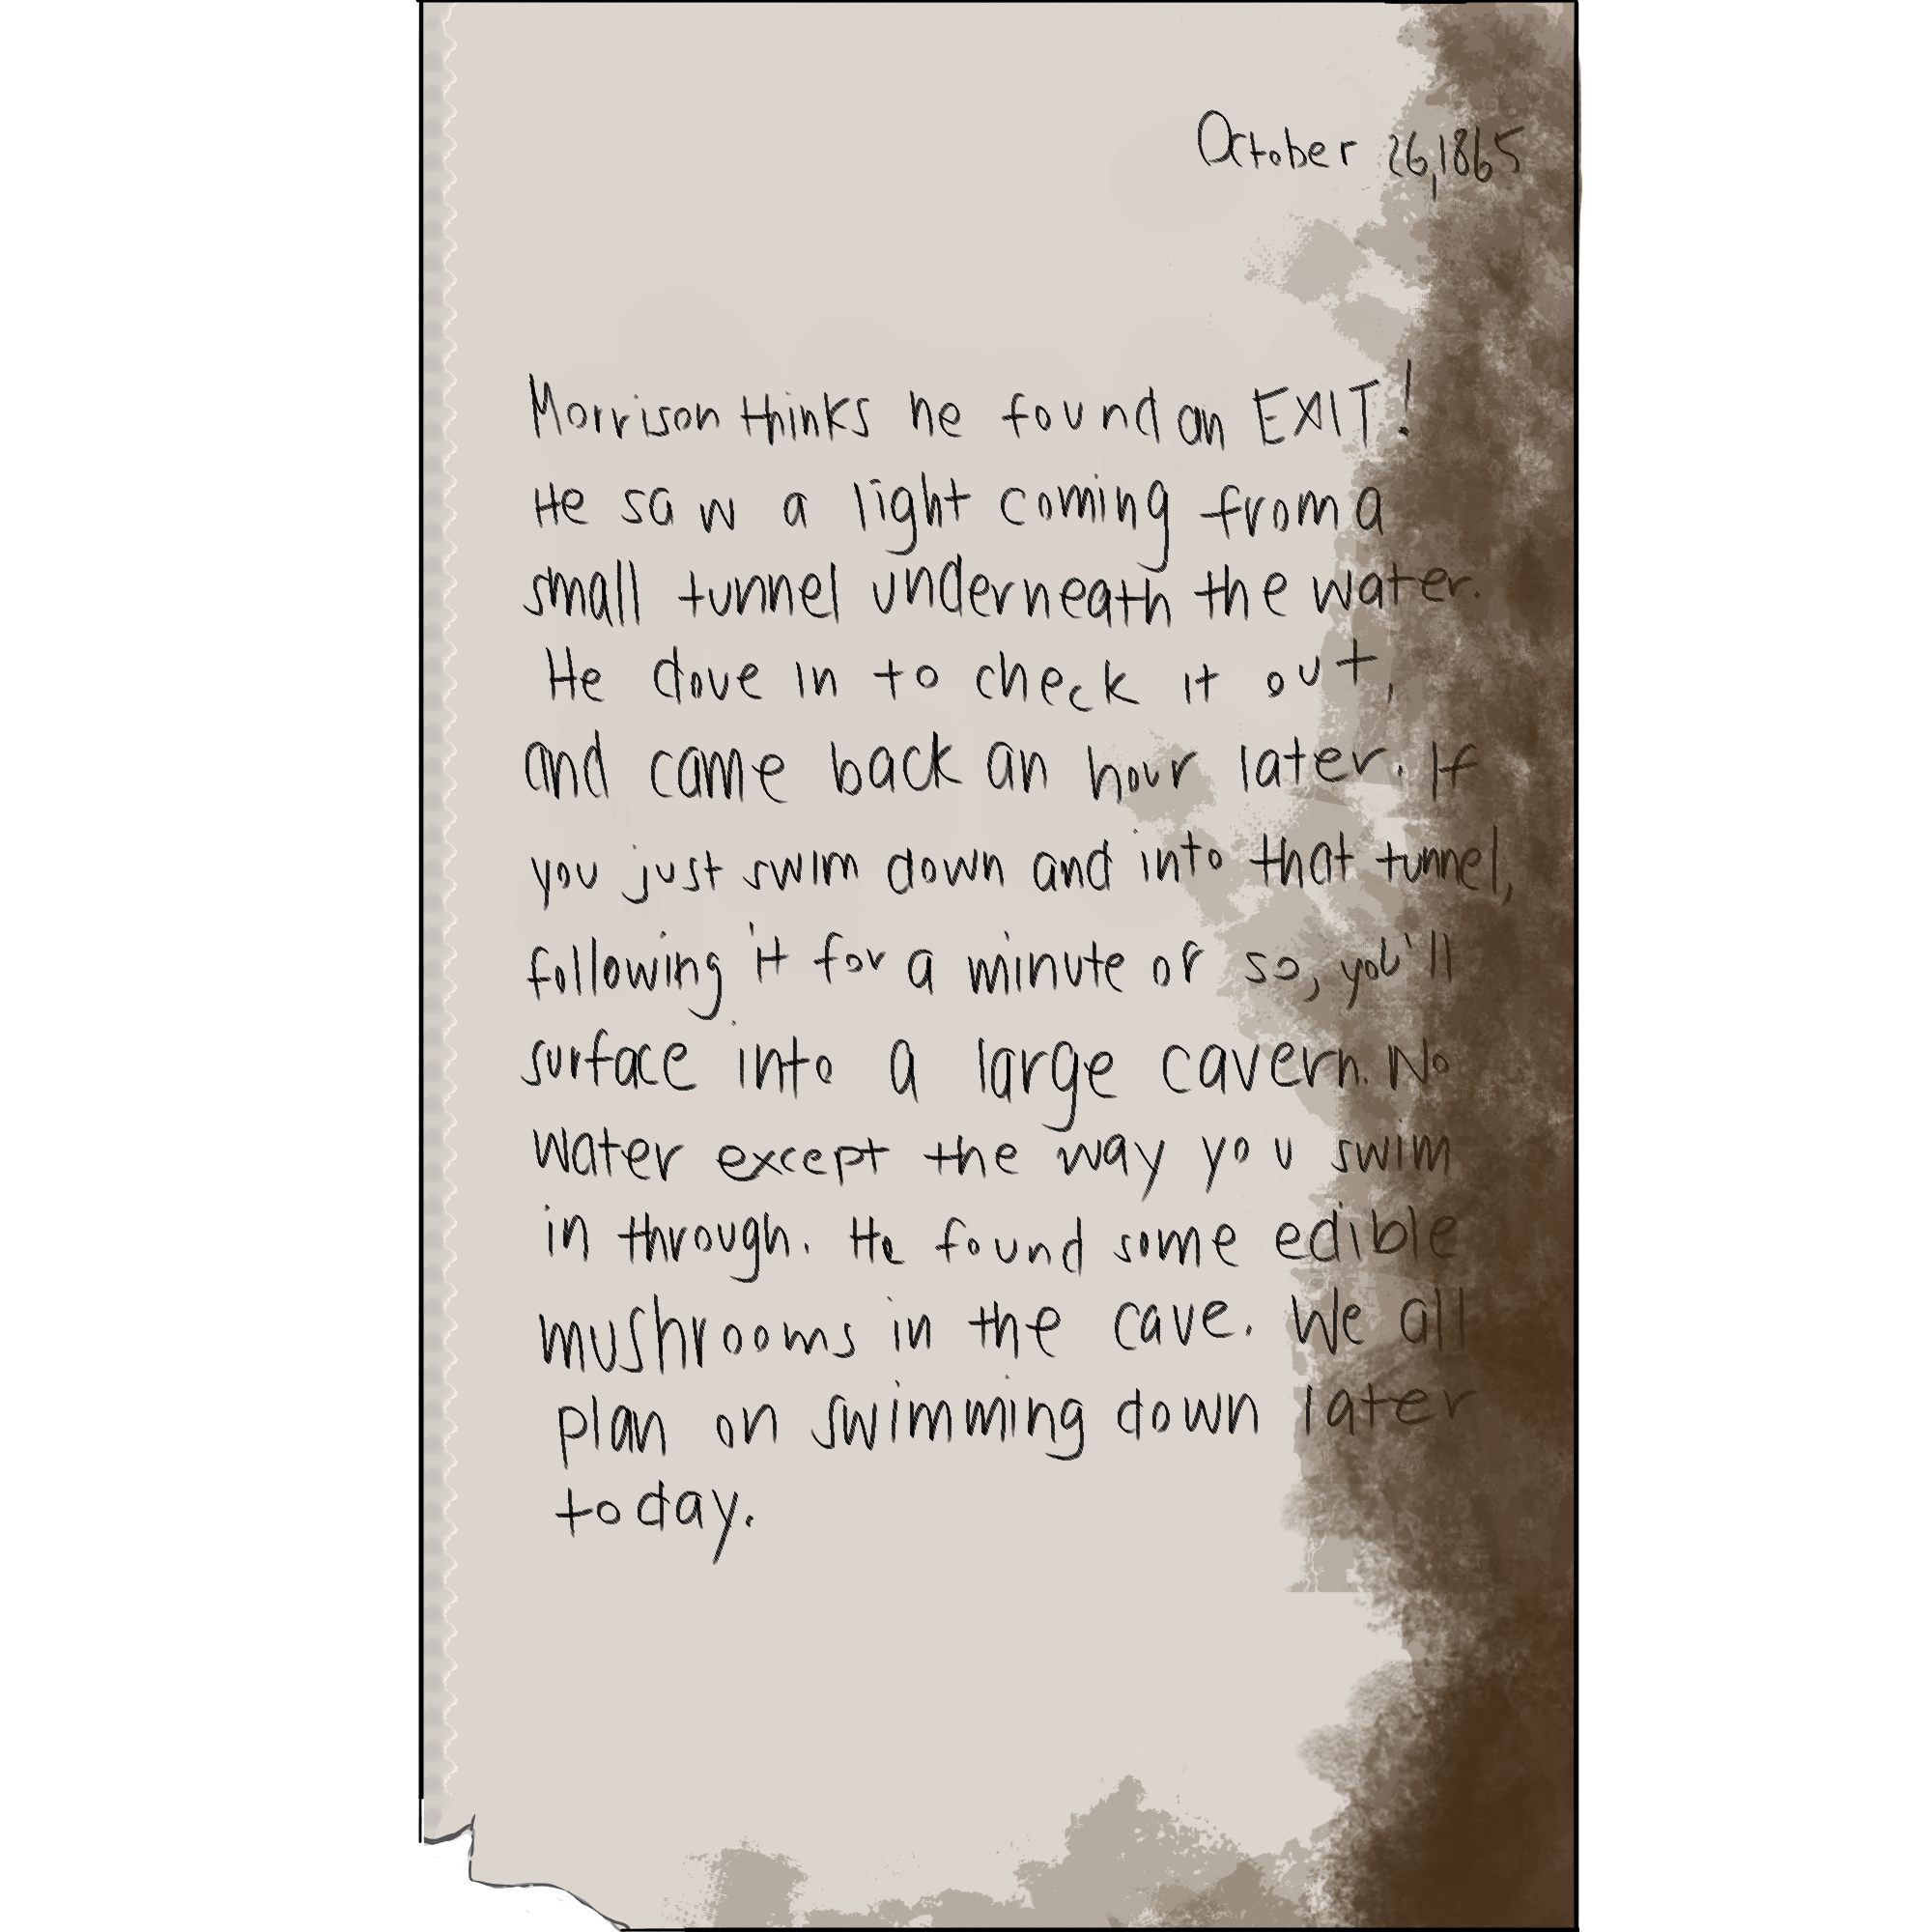 October 26,1865
Morrison thinks he found an EXIT!
He saw a light coming from a
small tunnel underneath the water.
He dove in to check it out,
and came back an hour later. If
you just swim down and into that tunnel,
following it for a minute or so, you'll
surface into a large cavern. No
water except the way you swim
in through. He found some edible
mushrooms in the cave. We all
plan on swimming down later
today.